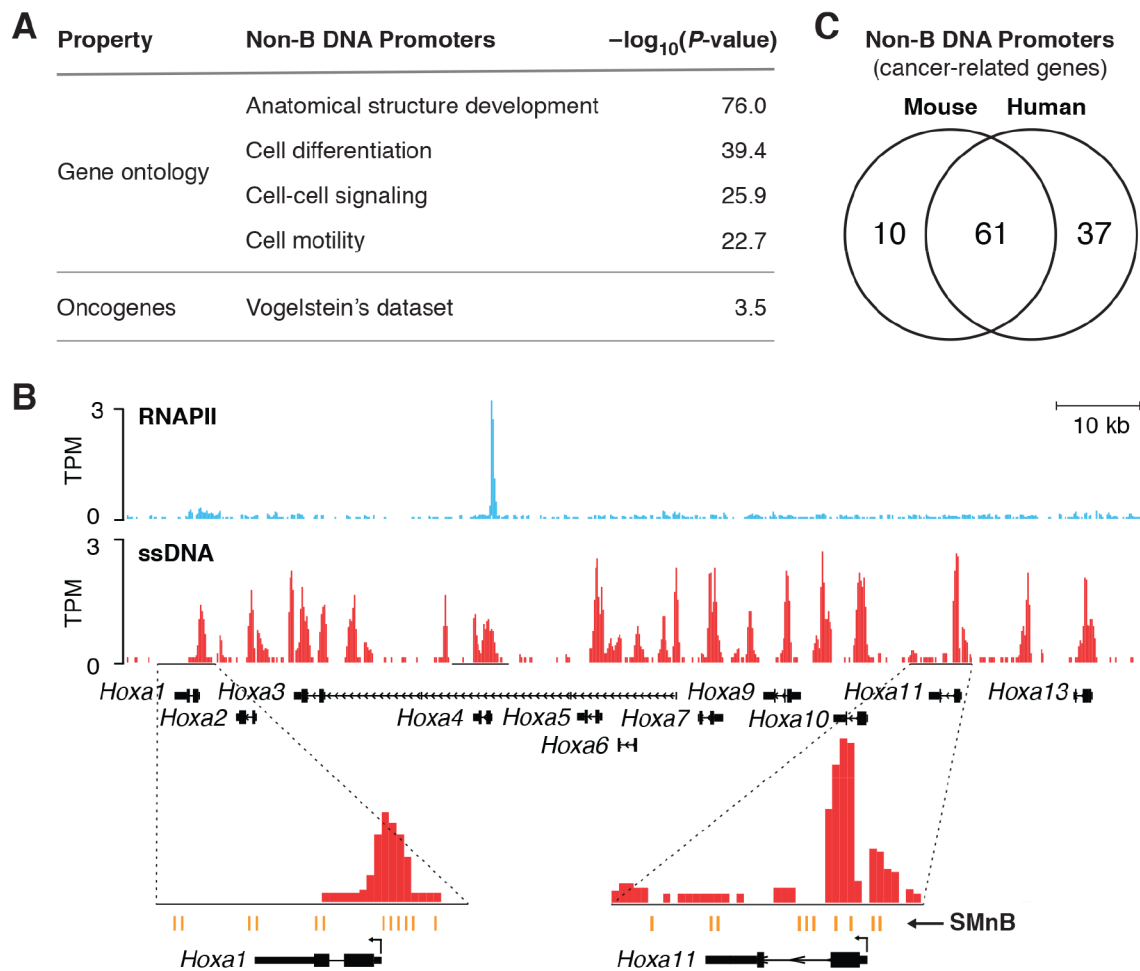 A
Property Non-B DNA Promoters −log10(P-value)
Gene ontology
Anatomical structure development 76.0
Cell differentiation 39.4
Cell-cell signaling 25.9
Cell motility 22.7
Oncogenes Vogelstein's dataset 3.5
C
Non-B DNA Promoters
(cancer-related genes)
Mouse Human
10 61 37
B
RNAPII
3
TPM
0
10 kb
ssDNA
3
TPM
0
Hoxa1 Hoxa3 Hoxa9 Hoxa11 Hoxa13
Hoxa2 Hoxa4 Hoxa5 Hoxa7 Hoxa10
Hoxa6
SMnB
Hoxa1 Hoxa11